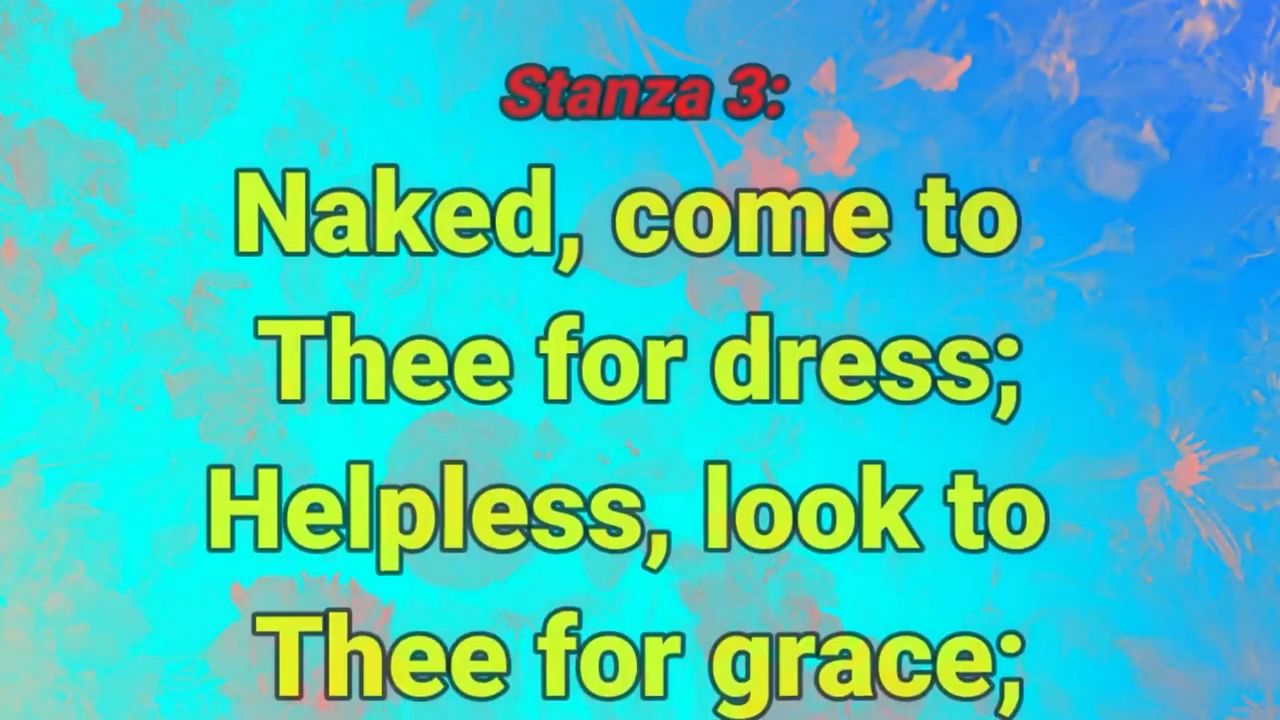 Stanza 3:
Naked, come to
Thee for dress;
Helpless, look to
Thee for grace;